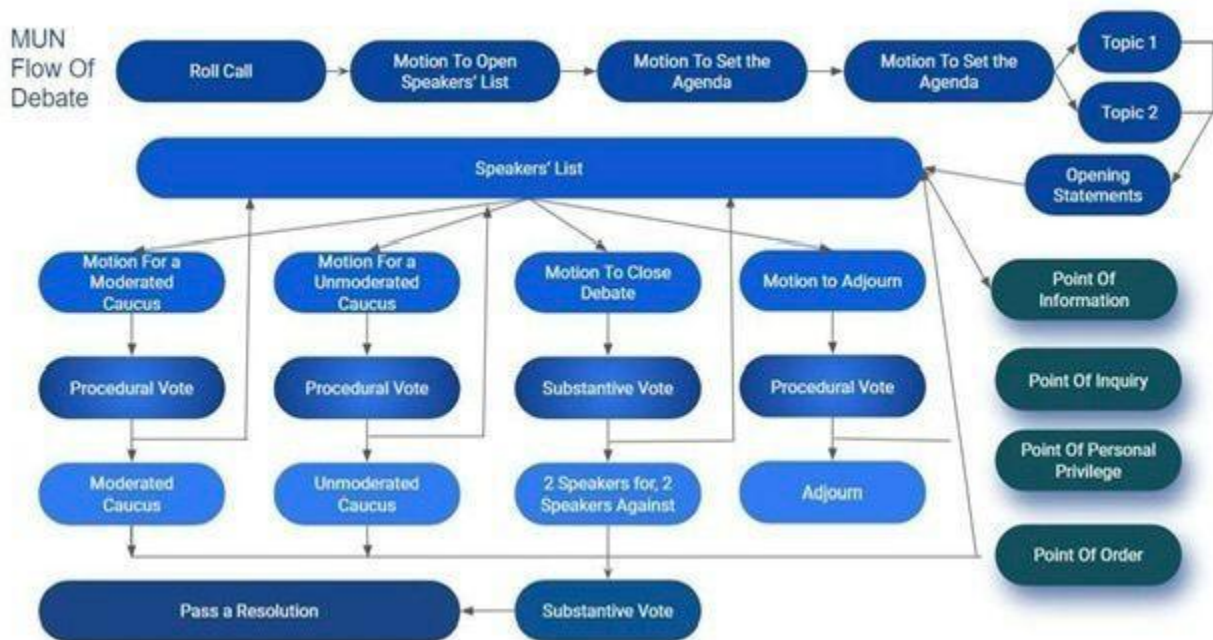 MUN
Flow Of
Debate
Roll Call
Motion To Open
Speakers' List
Motion To Set the
Agenda
Motion To Set the
Agenda
Topic 1
Topic 2
Opening
Statements
Speakers' List
Motion For a
Moderated
Caucus
Motion For a
Unmoderated
Caucus
Motion To Close
Debate
Motion to Adjourn
Point Of
Information
Procedural Vote
Procedural Vote
Substantive Vote
Procedural Vote
Point Of Inquiry
Point Of Personal
Privilege
Moderated
Caucus
Unmoderated
Caucus
2 Speakers for, 2
Speakers Against
Adjourn
Point Of Order
Pass a Resolution
Substantive Vote